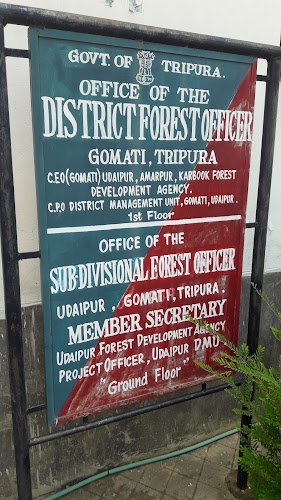 GOVT. OF TRIPURA.
OFFICE OF THE
DISTRICT FOREST OFFICER
GOMATI, TRIPURA
C.E.O (GOMATI) UDAIPUR, AMARPUR, KARBOOK FOREST
DEVELOPMENT AGENCY.
C.P.O DISTRICT MANAGEMENT UNIT, GOMATI, UDAIPUR.
1st Floor
OFFICE OF THE
SUB-DIVISIONAL FOREST OFFICER
UDAIPUR, GOMATI, TRIPURA.
MEMBER SECRETARY
UDAIPUR FOREST DEVELOPMENT AGENCY
PROJECT OFFICER, UDAIPUR DMU
"Ground Floor"